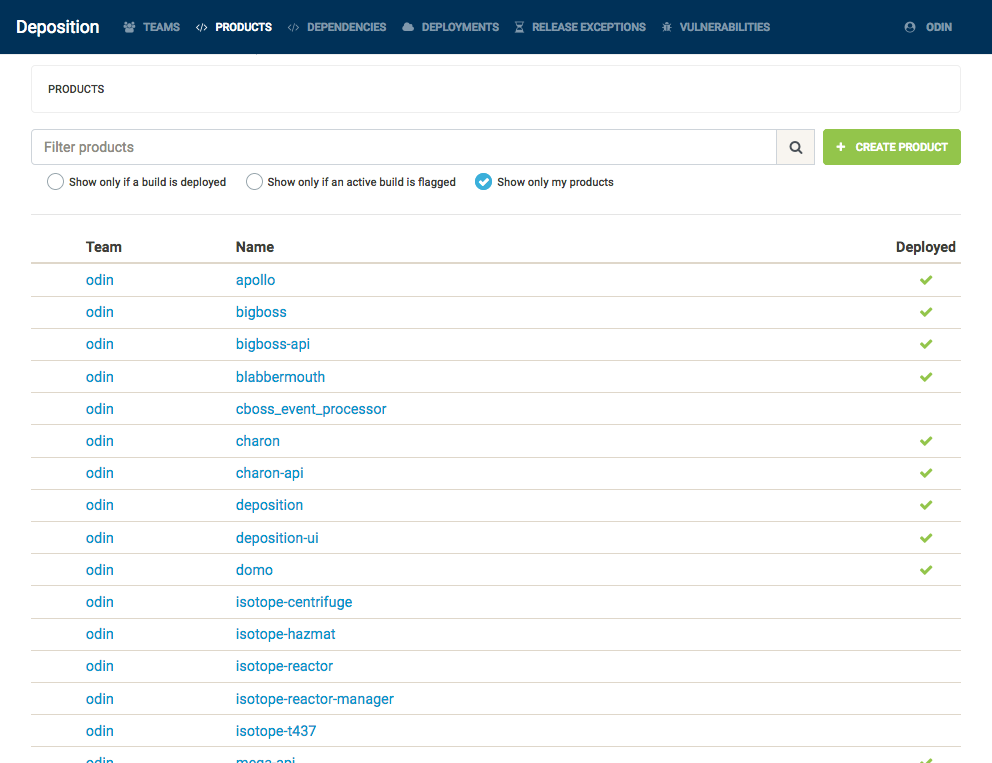 Deposition TEAMS PRODUCTS DEPENDENCIES DEPLOYMENTS RELEASE EXCEPTIONS VULNERABILITIES ODIN
PRODUCTS
Filter products + CREATE PRODUCT
Show only if a build is deployed Show only if an active build is flagged Show only my products
Team Name Deployed
odin apollo
odin bigboss
odin bigboss-api
odin blabbermouth
odin cboss_event_processor
odin charon
odin charon-api
odin deposition
odin deposition-ui
odin domo
odin isotope-centrifuge
odin isotope-hazmat
odin isotope-reactor
odin isotope-reactor-manager
odin isotope-t437
odin mega-api